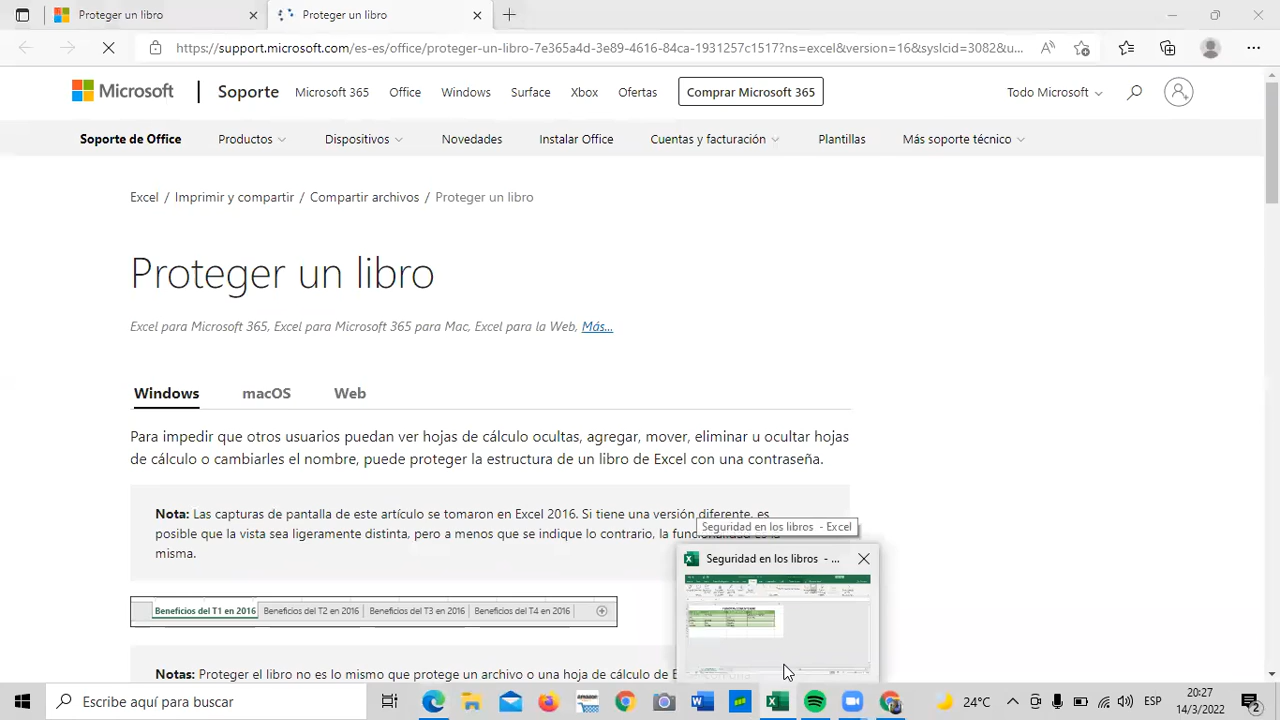 Proteger un libro
Proteger un libro
https://support.microsoft.com/es-es/office/proteger-un-libro-7e365a4d-3e89-4616-84ca-1931257c1517?ns=excel&version=16&syslcid=3082&u...
Microsoft Soporte Microsoft 365 Office Windows Surface Xbox Ofertas Comprar Microsoft 365 Todo Microsoft
Soporte de Office Productos Dispositivos Novedades Instalar Office Cuentas y facturación Plantillas Más soporte técnico
Excel / Imprimir y compartir / Compartir archivos / Proteger un libro
Proteger un libro
Excel para Microsoft 365, Excel para Microsoft 365 para Mac, Excel para la Web, Más...
Windows macOS Web
Para impedir que otros usuarios puedan ver hojas de cálculo ocultas, agregar, mover, eliminar u ocultar hojas
de cálculo o cambiarles el nombre, puede proteger la estructura de un libro de Excel con una contraseña.
Nota: Las capturas de pantalla de este artículo se tomaron en Excel 2016. Si tiene una versión diferente, es
posible que la vista sea ligeramente distinta, pero a menos que se indique lo contrario, la
misma.
Seguridad en los libros - Excel
Seguridad en los libros - ...
Beneficios del T1 en 2016 Beneficios del T2 en 2016 Beneficios del T3 en 2016 Beneficios del T4 en 2016
Notas: Proteger el libro no es lo mismo que protege un archivo o una hoja de cálculo de
Escribe aquí para buscar
24°C
ESP
20:27
14/3/2022
2